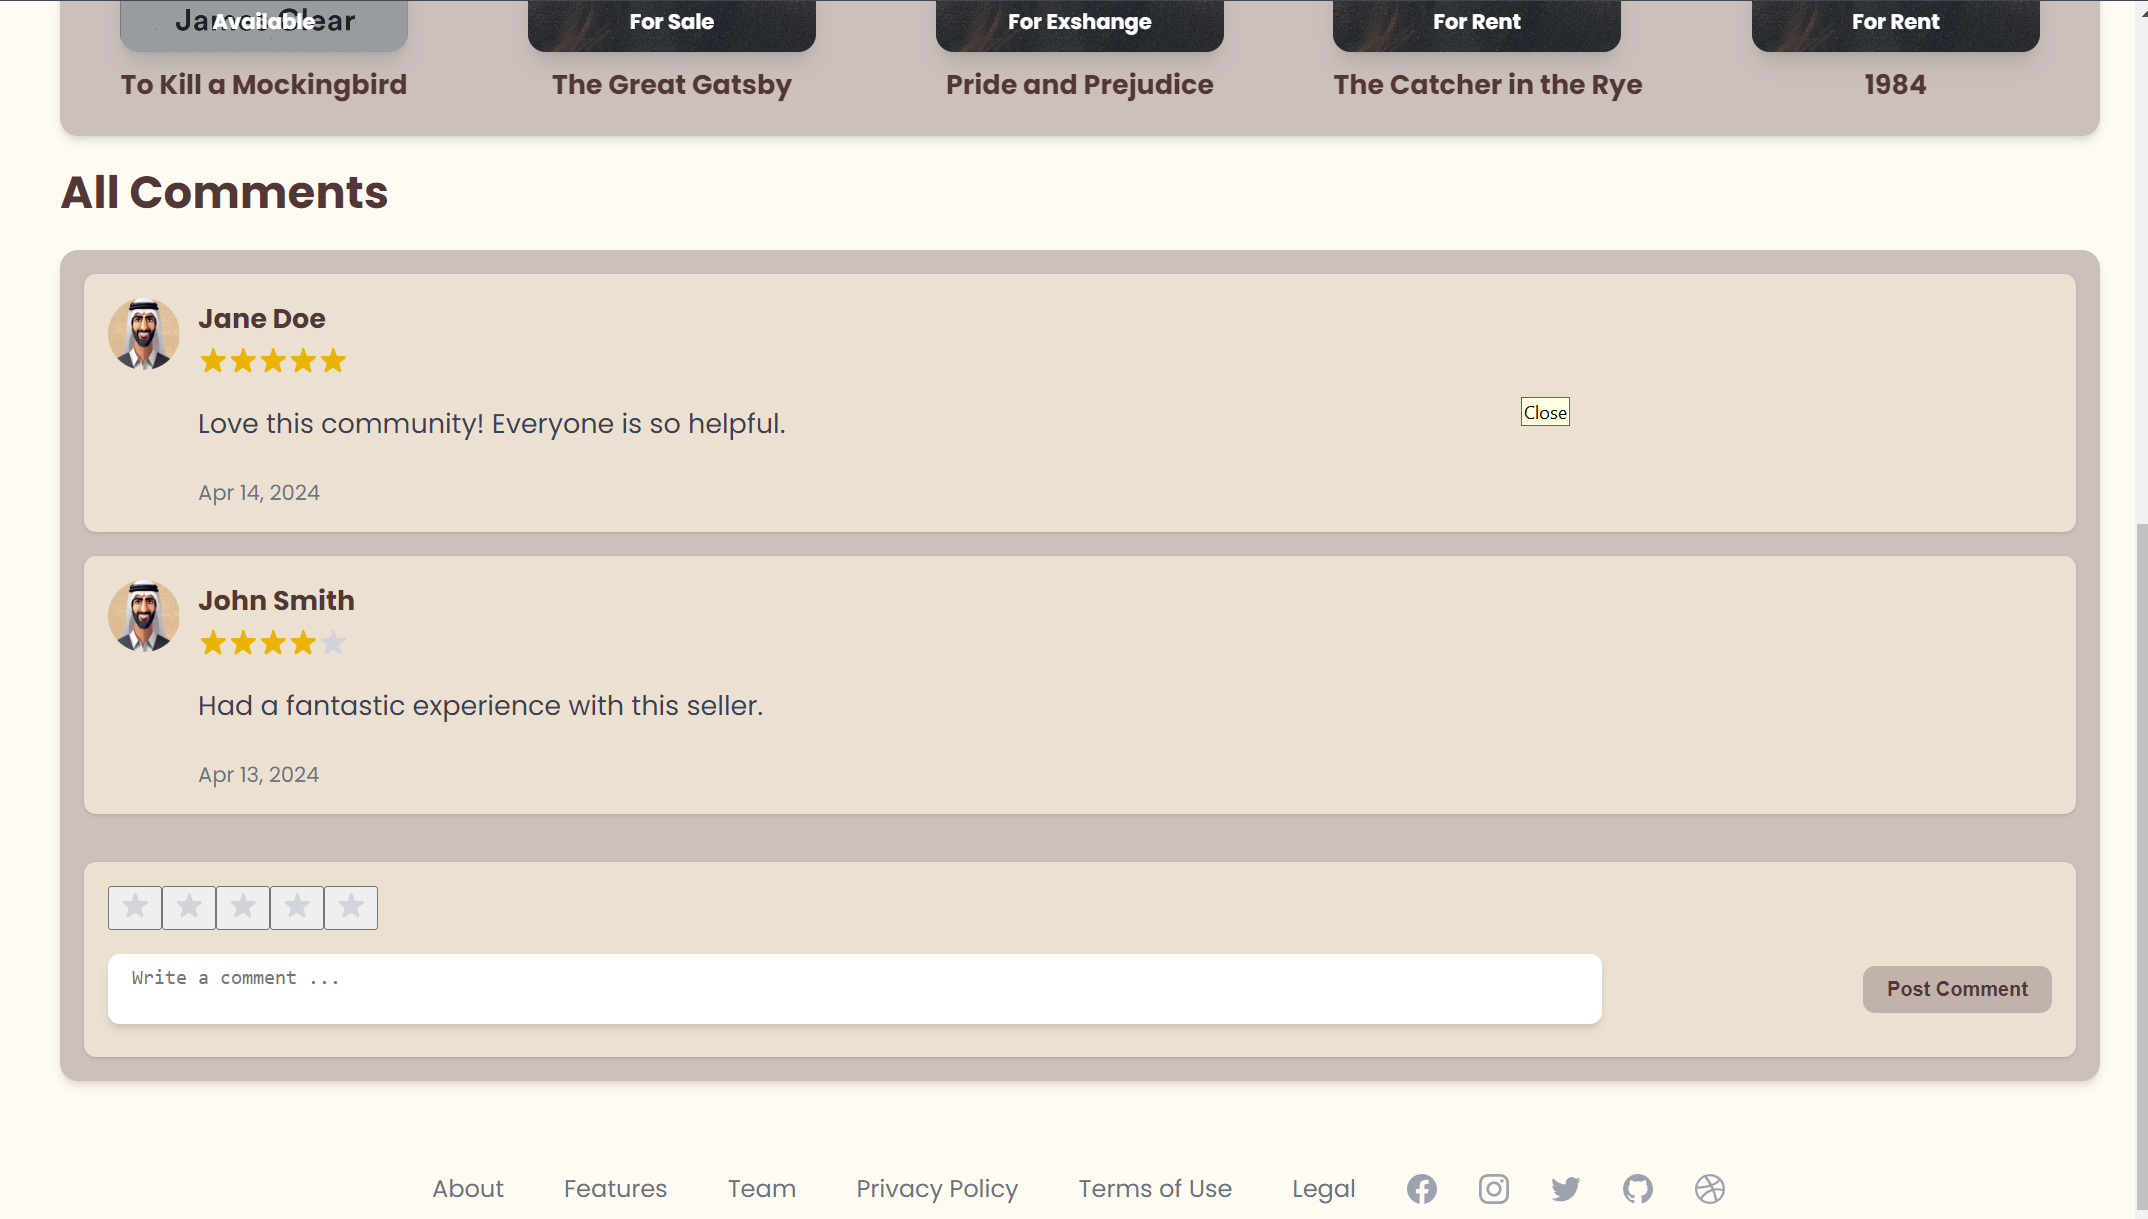 James Clear
Available
For Sale
For Exshange
For Rent
For Rent
To Kill a Mockingbird
The Great Gatsby
Pride and Prejudice
The Catcher in the Rye
1984
All Comments
Jane Doe
Love this community! Everyone is so helpful.
Close
Apr 14, 2024
John Smith
Had a fantastic experience with this seller.
Apr 13, 2024
Write a comment ...
Post Comment
About
Features
Team
Privacy Policy
Terms of Use
Legal